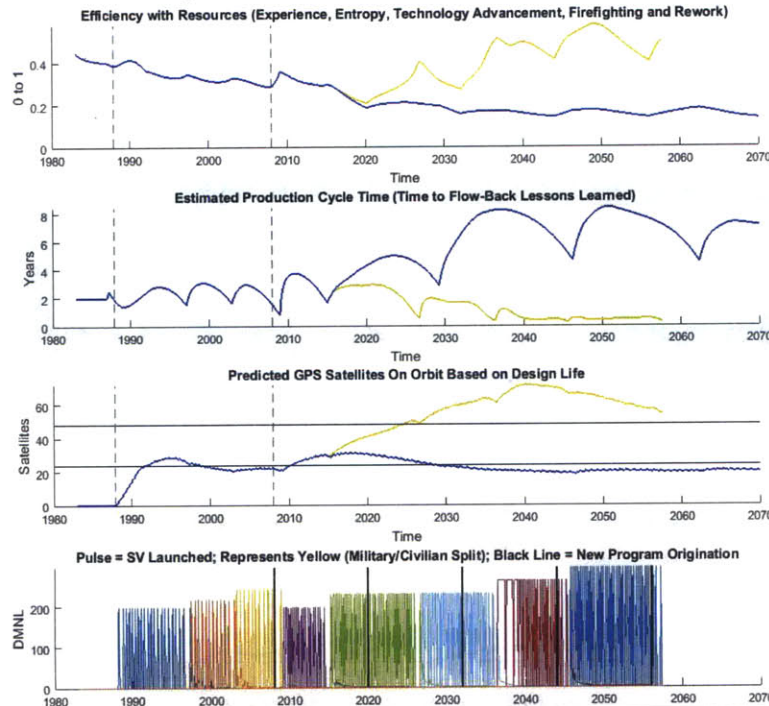 Efficiency with Resources (Experience, Entropy, Technology Advancement, Firefighting and Rework)
0 to 1
0.4
0.2
0
1980 1990 2000 2010 2020 2030 2040 2050 2060 2070
Time
Estimated Production Cycle Time (Time to Flow-Back Lessons Learned)
Years
8
6
4
2
0
1980 1990 2000 2010 2020 2030 2040 2050 2060 2070
Time
Predicted GPS Satellites On Orbit Based on Design Life
Satellites
60
40
20
0
1980 1990 2000 2010 2020 2030 2040 2050 2060 2070
Time
Pulse = SV Launched; Represents Yellow (Military/Civilian Split); Black Line = New Program Origination
DMNL
200
100
0
1980 1990 2000 2010 2020 2030 2040 2050 2060 2070